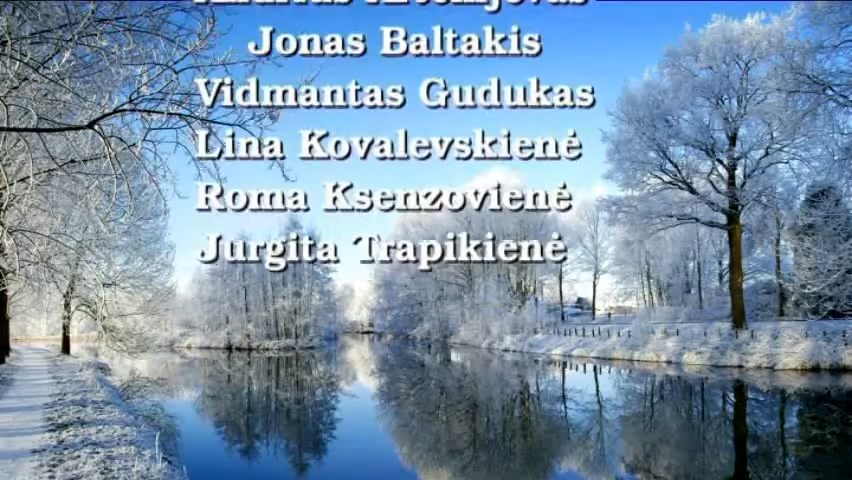 Jonas Baltakis
Vidmantas Gudukas
Lina Kovalevskienė
Roma Ksenzovienė
Jurgita Trapikienė